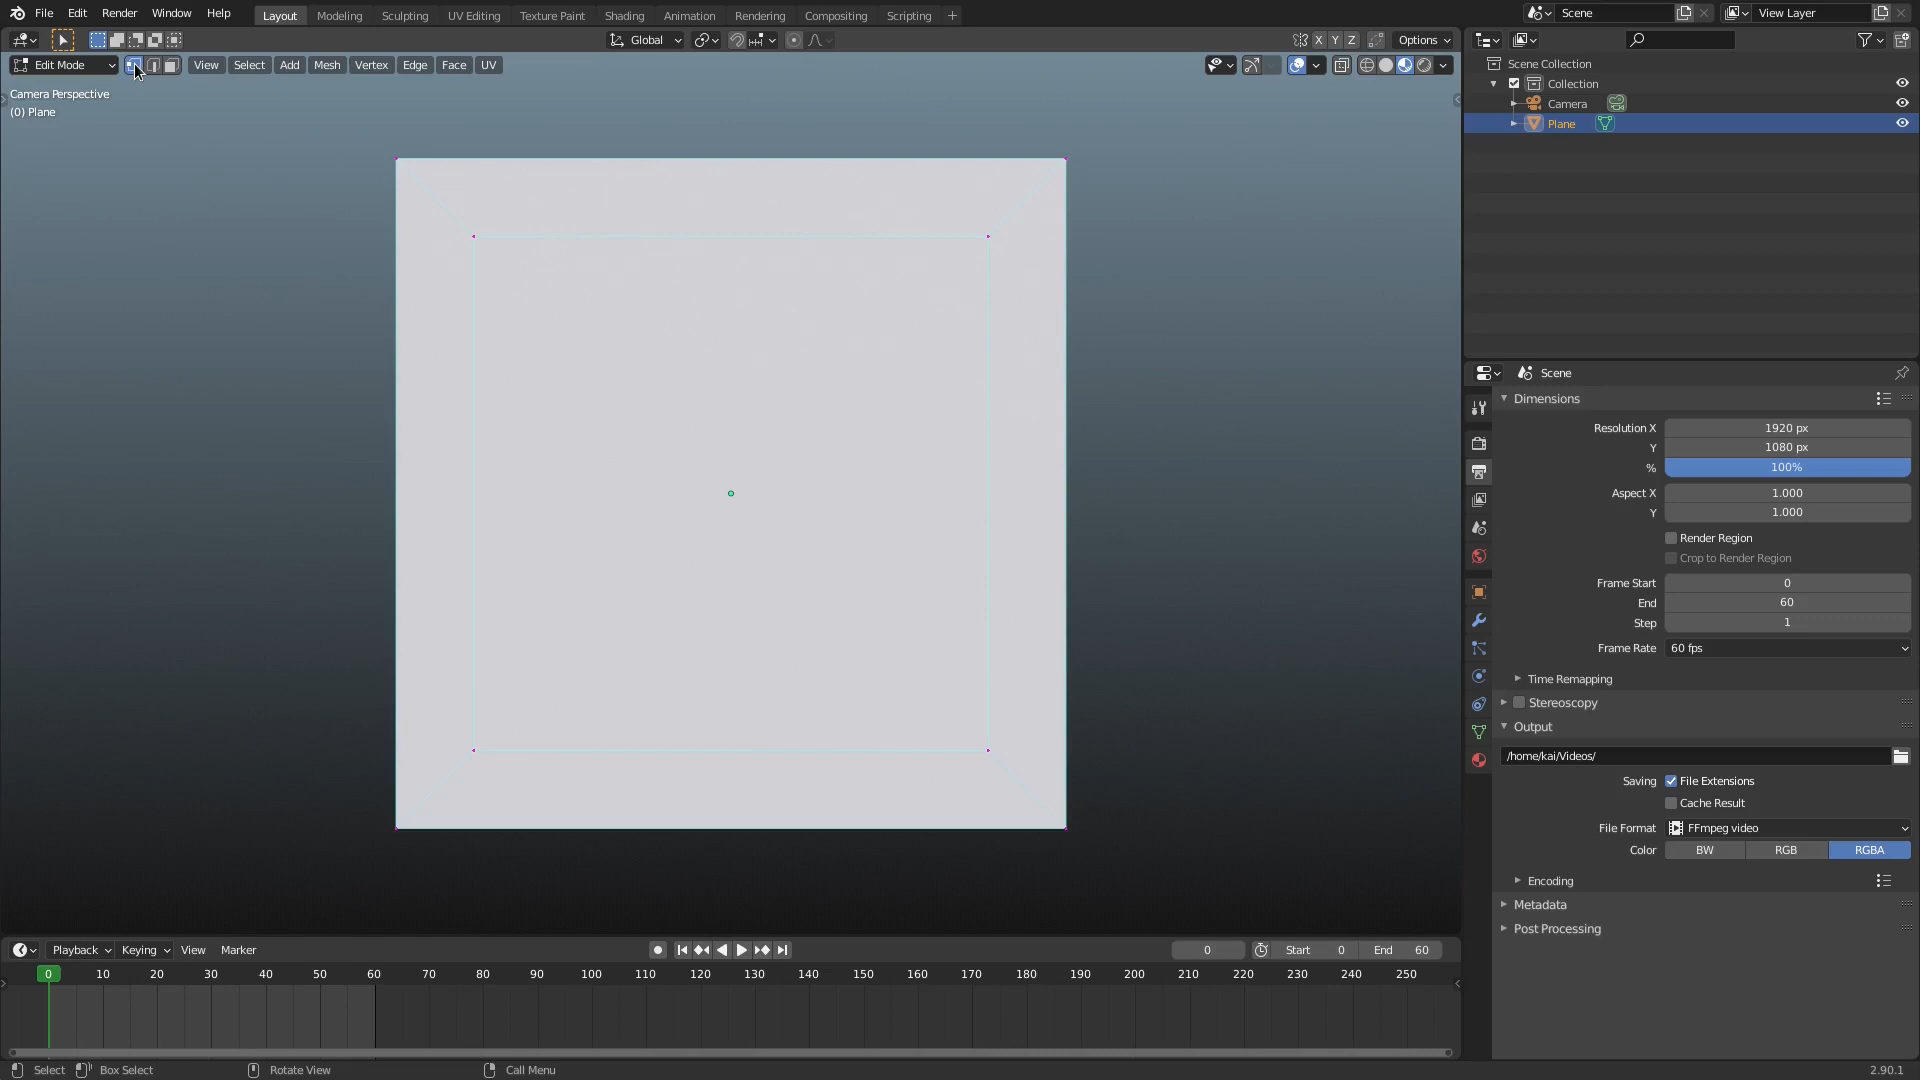 File Edit Render Window Help Layout Modeling Sculpting UV Editing Texture Paint Shading Animation Rendering Compositing Scripting + Scene View Layer
Global X Y Z Options
Edit Mode View Select Add Mesh Vertex Edge Face UV
Camera Perspective
(0) Plane
Scene Collection
Collection
Camera
Plane
Scene
Dimensions
Resolution X 1920 px
Y 1080 px
% 100%
Aspect X 1.000
Y 1.000
Render Region
Crop to Render Region
Frame Start 0
End 60
Step 1
Frame Rate 60 fps
Time Remapping
Stereoscopy
Output
/home/kai/Videos/
Saving File Extensions
Cache Result
File Format FFmpeg video
Color BW RGB RGBA
Encoding
Metadata
Post Processing
Playback Keying View Marker 0 Start 0 End 60
0 10 20 30 40 50 60 70 80 90 100 110 120 130 140 150 160 170 180 190 200 210 220 230 240 250
Select Box Select Rotate View Call Menu 2.90.1